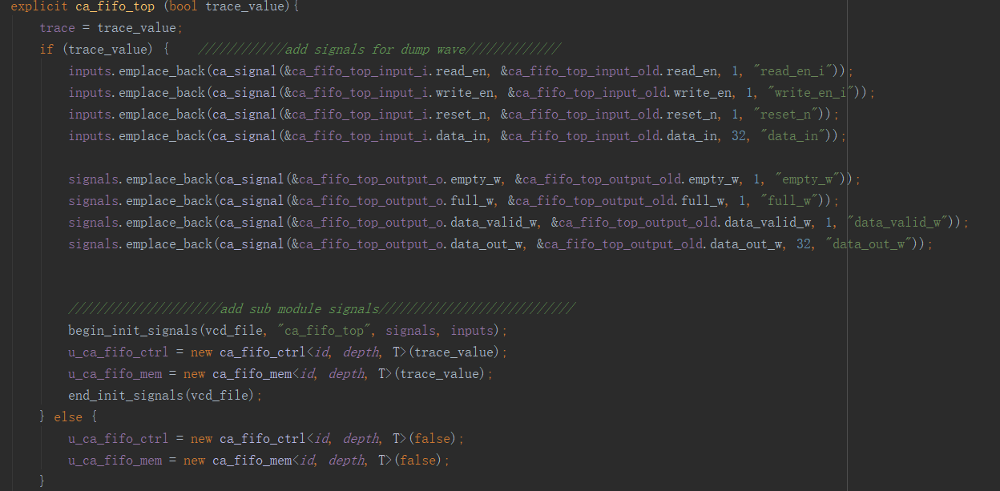 explicit ca_fifo_top (bool trace_value){
trace = trace_value;
if (trace_value) {    ////////////add signals for dump wave/////////////
inputs.emplace_back(ca_signal(&ca_fifo_top_input_i.read_en, &ca_fifo_top_input_old.read_en, 1, "read_en_i"));
inputs.emplace_back(ca_signal(&ca_fifo_top_input_i.write_en, &ca_fifo_top_input_old.write_en, 1, "write_en_i"));
inputs.emplace_back(ca_signal(&ca_fifo_top_input_i.reset_n, &ca_fifo_top_input_old.reset_n, 1, "reset_n"));
inputs.emplace_back(ca_signal(&ca_fifo_top_input_i.data_in, &ca_fifo_top_input_old.data_in, 32, "data_in"));
signals.emplace_back(ca_signal(&ca_fifo_top_output_o.empty_w, &ca_fifo_top_output_old.empty_w, 1, "empty_w"));
signals.emplace_back(ca_signal(&ca_fifo_top_output_o.full_w, &ca_fifo_top_output_old.full_w, 1, "full_w"));
signals.emplace_back(ca_signal(&ca_fifo_top_output_o.data_valid_w, &ca_fifo_top_output_old.data_valid_w, 1, "data_valid_w"));
signals.emplace_back(ca_signal(&ca_fifo_top_output_o.data_out_w, &ca_fifo_top_output_old.data_out_w, 32, "data_out_w"));
/////////////////////add sub module signals///////////////////////////
begin_init_signals(vcd_file, "ca_fifo_top", signals, inputs);
u_ca_fifo_ctrl = new ca_fifo_ctrl<id, depth, T>(trace_value);
u_ca_fifo_mem = new ca_fifo_mem<id, depth, T>(trace_value);
end_init_signals(vcd_file);
} else {
u_ca_fifo_ctrl = new ca_fifo_ctrl<id, depth, T>(false);
u_ca_fifo_mem = new ca_fifo_mem<id, depth, T>(false);
}